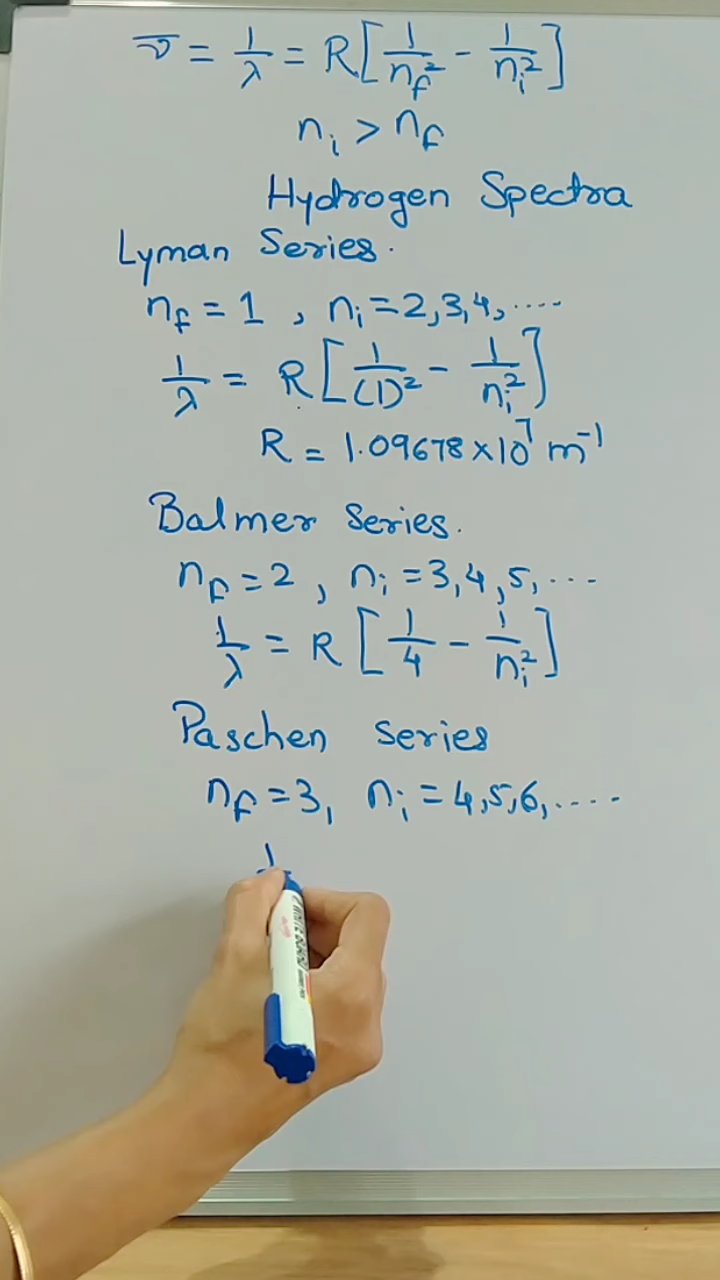 ν̅ = 1/λ = R[1/n_f² - 1/n_i²]
n_i > n_f
Hydrogen Spectra
Lyman Series.
n_f = 1 , n_i = 2,3,4, ....
1/λ = R[1/(1)² - 1/n_i²]
R = 1.09678 × 10⁷ m⁻¹
Balmer Series.
n_f = 2 , n_i = 3,4,5, ...
1/λ = R[1/4 - 1/n_i²]
Paschen Series
n_f = 3, n_i = 4,5,6, ....
1